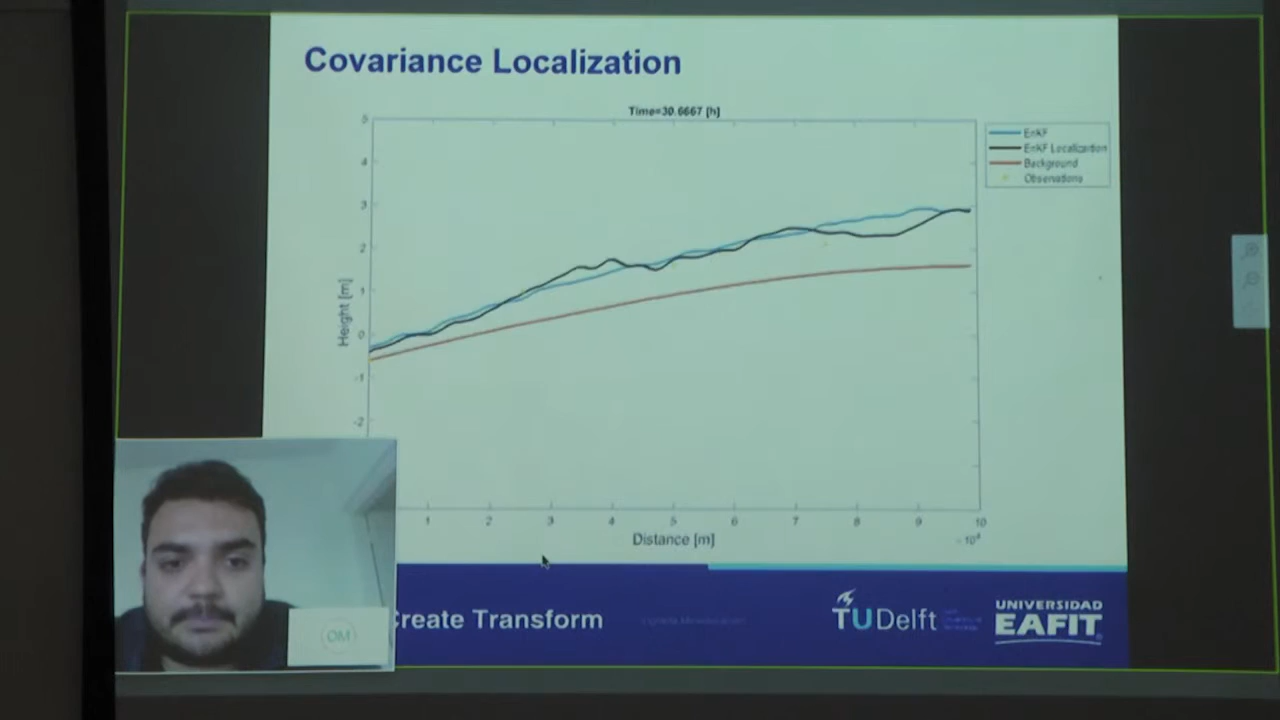 Covariance Localization
Time=30.6667 [h]
EnKF
EnKF Localization
Background
Observations
5
4
3
2
1
0
-1
-2
Height [m]
1 2 3 4 5 6 7 8 9 10
Distance [m]
OM
Create Transform
TUDelft
UNIVERSIDAD
EAFIT